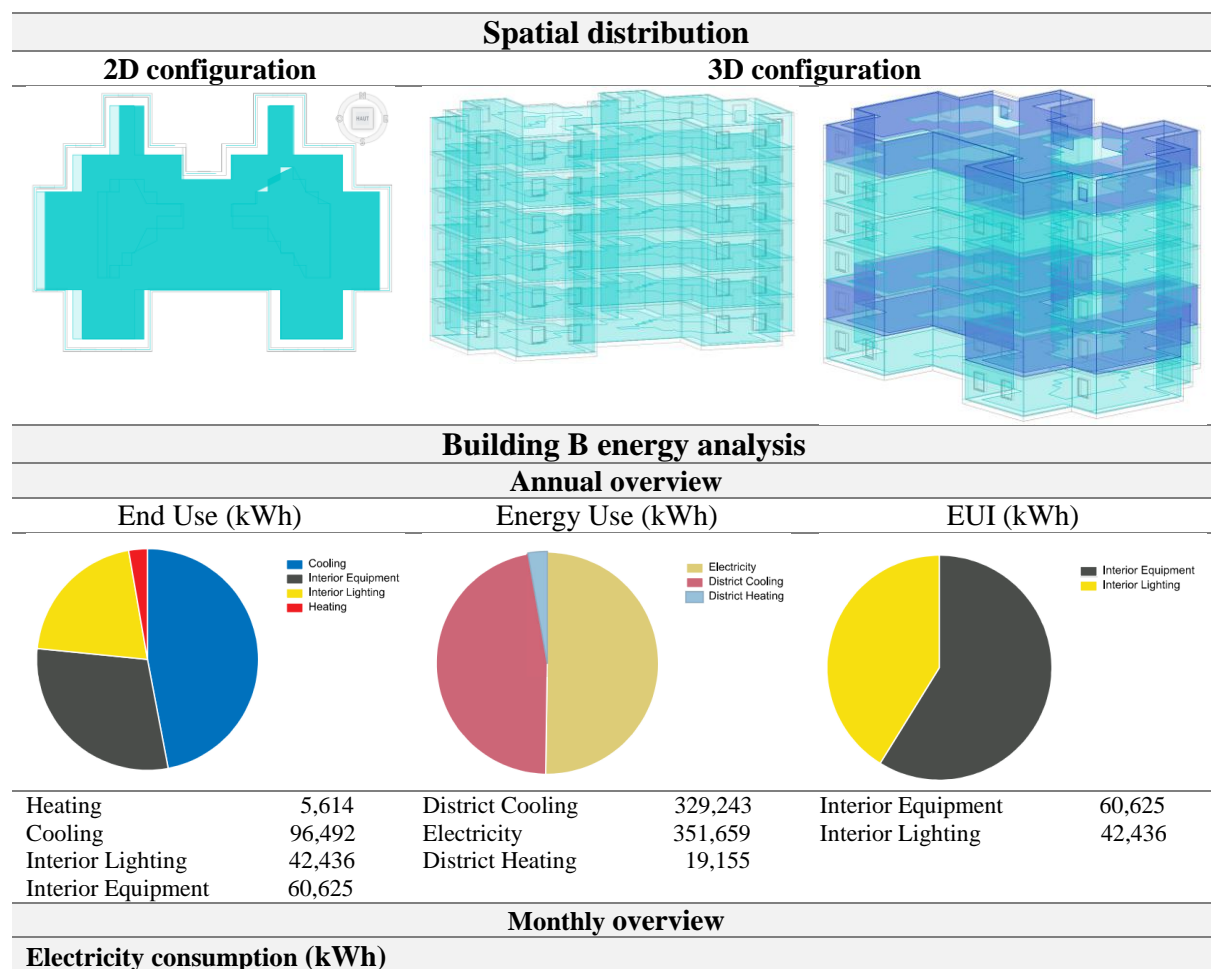 Spatial distribution
2D configuration 3D configuration
HAUT
Building B energy analysis
Annual overview
End Use (kWh) Energy Use (kWh) EUI (kWh)
Cooling
Interior Equipment
Interior Lighting
Heating
Electricity
District Cooling
District Heating
Interior Equipment
Interior Lighting
Heating 5,614 District Cooling 329,243 Interior Equipment 60,625
Cooling 96,492 Electricity 351,659 Interior Lighting 42,436
Interior Lighting 42,436 District Heating 19,155
Interior Equipment 60,625
Monthly overview
Electricity consumption (kWh)